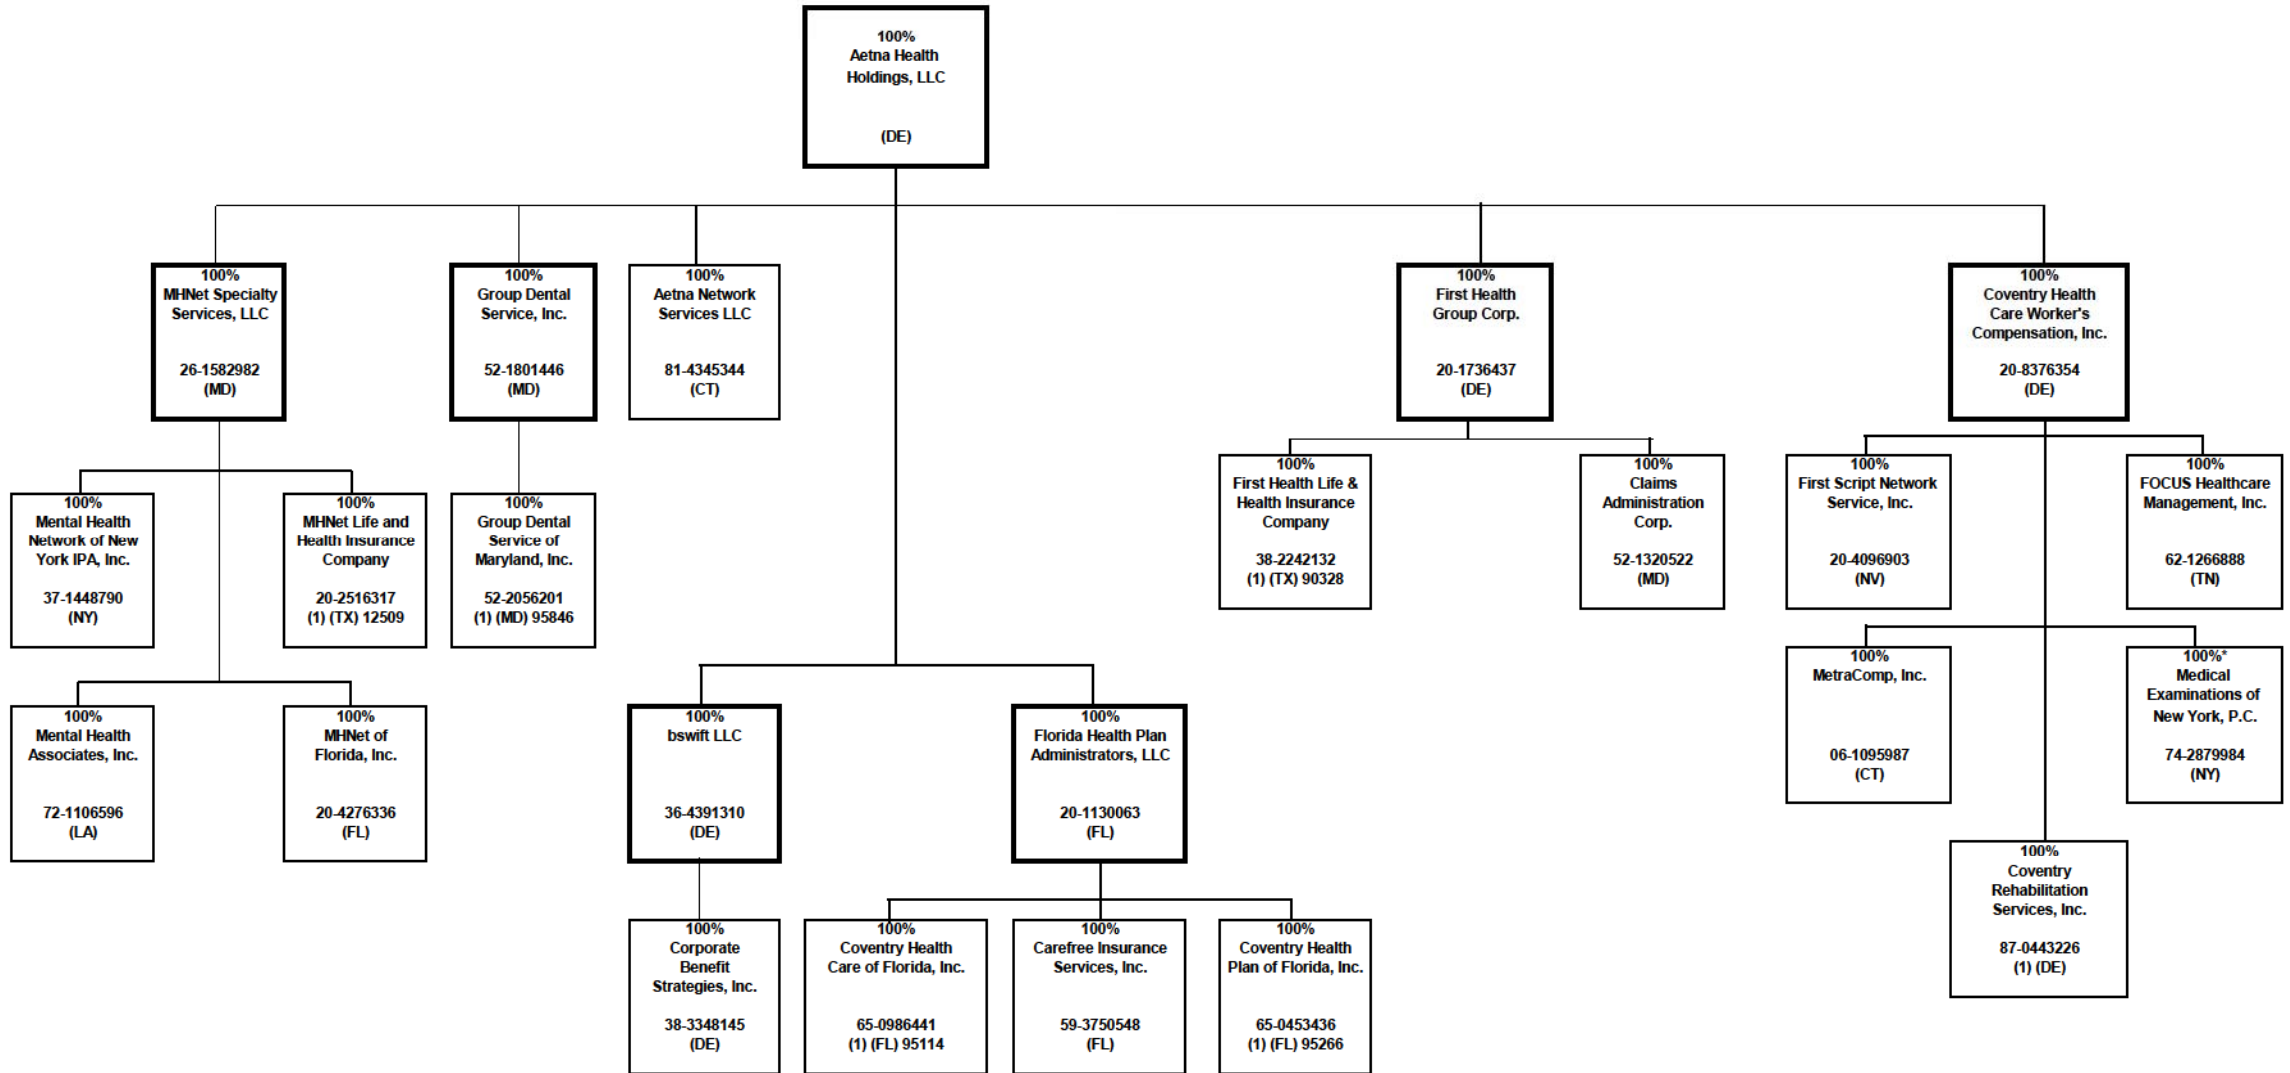 100%
Aetna Health
Holdings, LLC
(DE)
100%
MHNet Specialty
Services, LLC
26-1582982
(MD)
100%
Group Dental
Service, Inc.
52-1801446
(MD)
100%
Aetna Network
Services LLC
81-4345344
(CT)
100%
First Health
Group Corp.
20-1736437
(DE)
100%
Coventry Health
Care Worker's
Compensation, Inc.
20-8376354
(DE)
100%
Mental Health
Network of New
York IPA, Inc.
37-1448790
(NY)
100%
MHNet Life and
Health Insurance
Company
20-2516317
(1) (TX) 12509
100%
Group Dental
Service of
Maryland, Inc.
52-2056201
(1) (MD) 95846
100%
First Health Life &
Health Insurance
Company
38-2242132
(1) (TX) 90328
100%
Claims
Administration
Corp.
52-1320522
(MD)
100%
First Script Network
Service, Inc.
20-4096903
(NV)
100%
FOCUS Healthcare
Management, Inc.
62-1266888
(TN)
100%
MetraComp, Inc.
06-1095987
(CT)
100%*
Medical
Examinations of
New York, P.C.
74-2879984
(NY)
100%
Mental Health
Associates, Inc.
72-1106596
(LA)
100%
MHNet of
Florida, Inc.
20-4276336
(FL)
100%
bswift LLC
36-4391310
(DE)
100%
Florida Health Plan
Administrators, LLC
20-1130063
(FL)
100%
Coventry
Rehabilitation
Services, Inc.
87-0443226
(1) (DE)
100%
Corporate
Benefit
Strategies, Inc.
38-3348145
(DE)
100%
Coventry Health
Care of Florida, Inc.
65-0986441
(1) (FL) 95114
100%
Carefree Insurance
Services, Inc.
59-3750548
(FL)
100%
Coventry Health
Plan of Florida, Inc.
65-0453436
(1) (FL) 95266